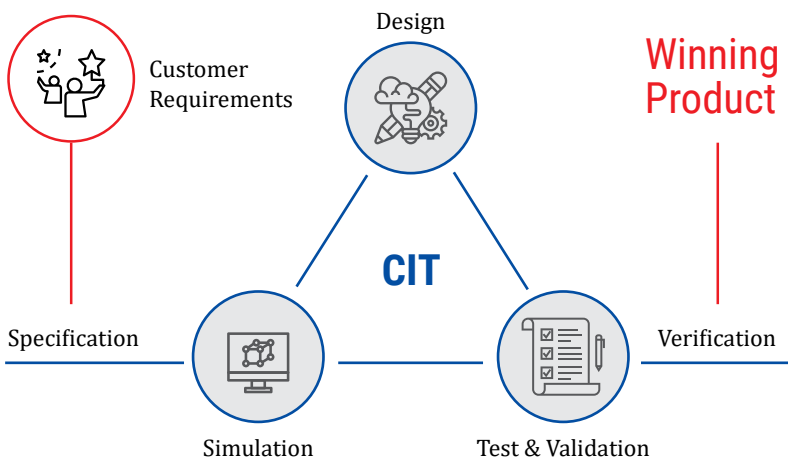 Design
Customer
Requirements
Winning
Product
CIT
Specification
Verification
Simulation
Test & Validation